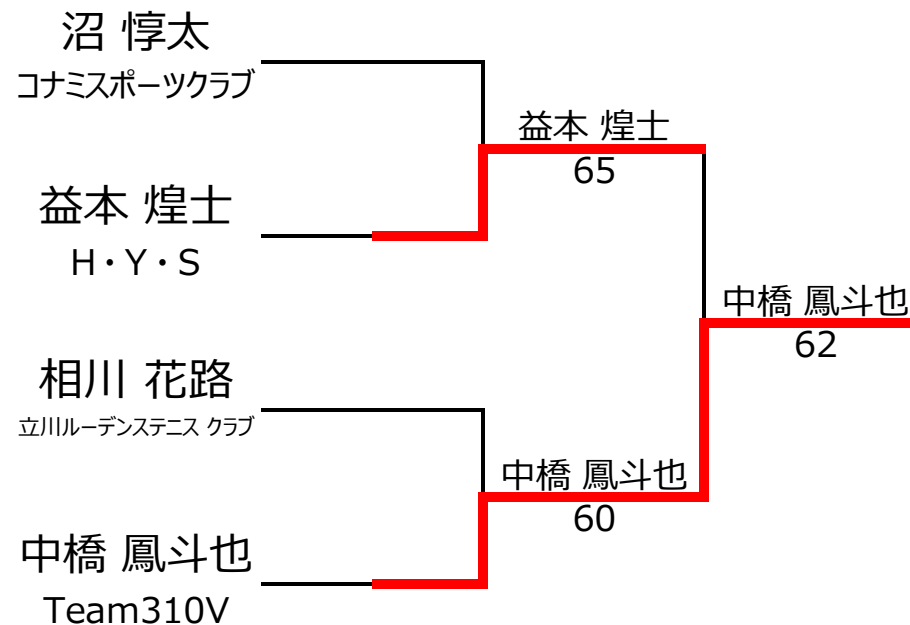 沼 惇太
コナミスポーツクラブ
益本 煌士
65
益本 煌士
H・Y・S
中橋 鳳斗也
62
相川 花路
立川ルーデンステニス クラブ
中橋 鳳斗也
60
中橋 鳳斗也
Team310V